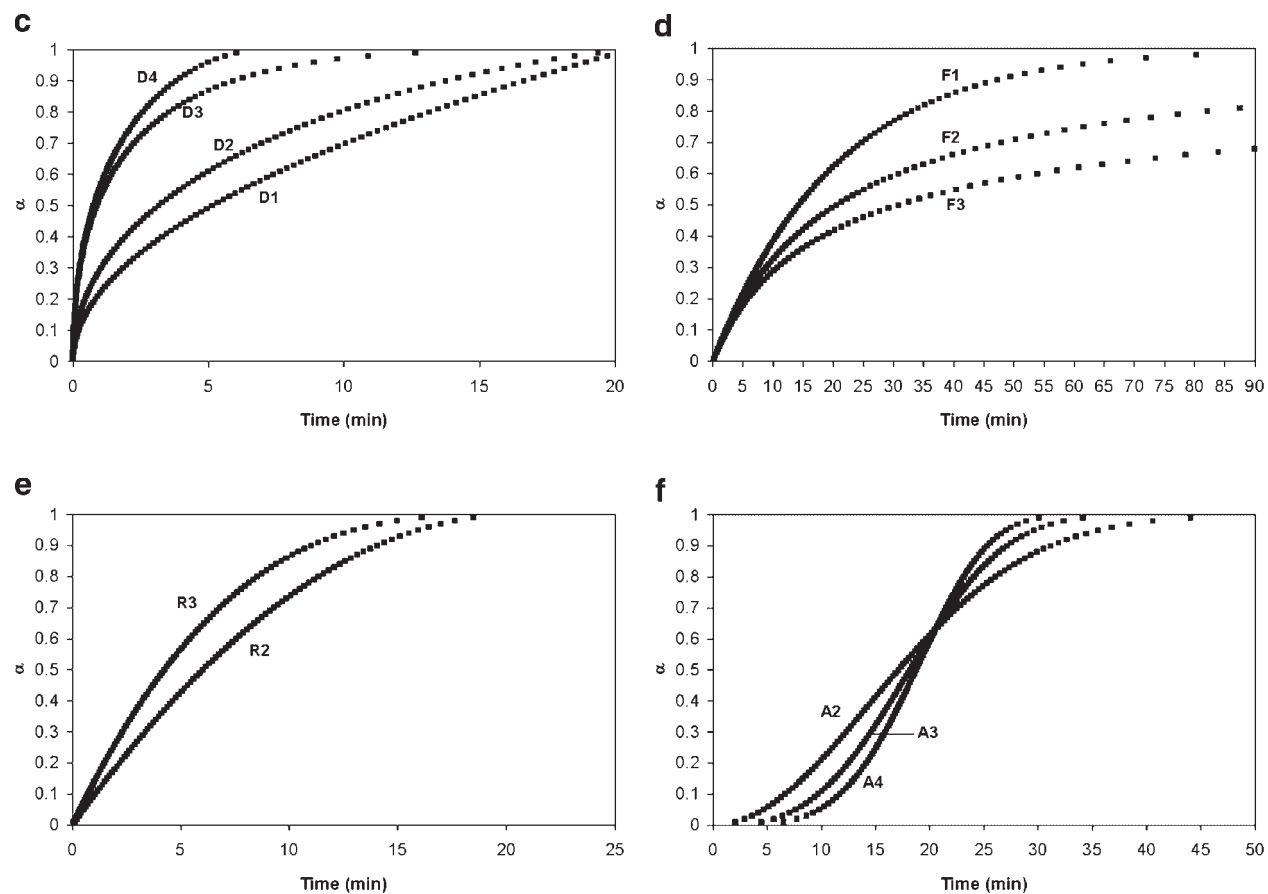 c
1
0.9
0.8
0.7
0.6
0.5
0.4
0.3
0.2
0.1
0
α
D4
D3
D2
D1
0 5 10 15 20
Time (min)
d
1
0.9
0.8
0.7
0.6
0.5
0.4
0.3
0.2
0.1
0
α
F1
F2
F3
0 5 10 15 20 25 30 35 40 45 50 55 60 65 70 75 80 85 90
Time (min)
e
1
0.9
0.8
0.7
0.6
0.5
0.4
0.3
0.2
0.1
0
α
R3
R2
0 5 10 15 20 25
Time (min)
f
1
0.9
0.8
0.7
0.6
0.5
0.4
0.3
0.2
0.1
0
α
A2
A3
A4
0 5 10 15 20 25 30 35 40 45 50
Time (min)